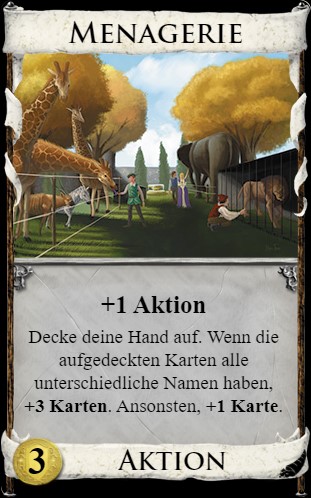 MENAGERIE
+1 Aktion
Decke deine Hand auf. Wenn die
aufgedeckten Karten alle
unterschiedliche Namen haben,
+3 Karten. Ansonsten, +1 Karte.
3
AKTION